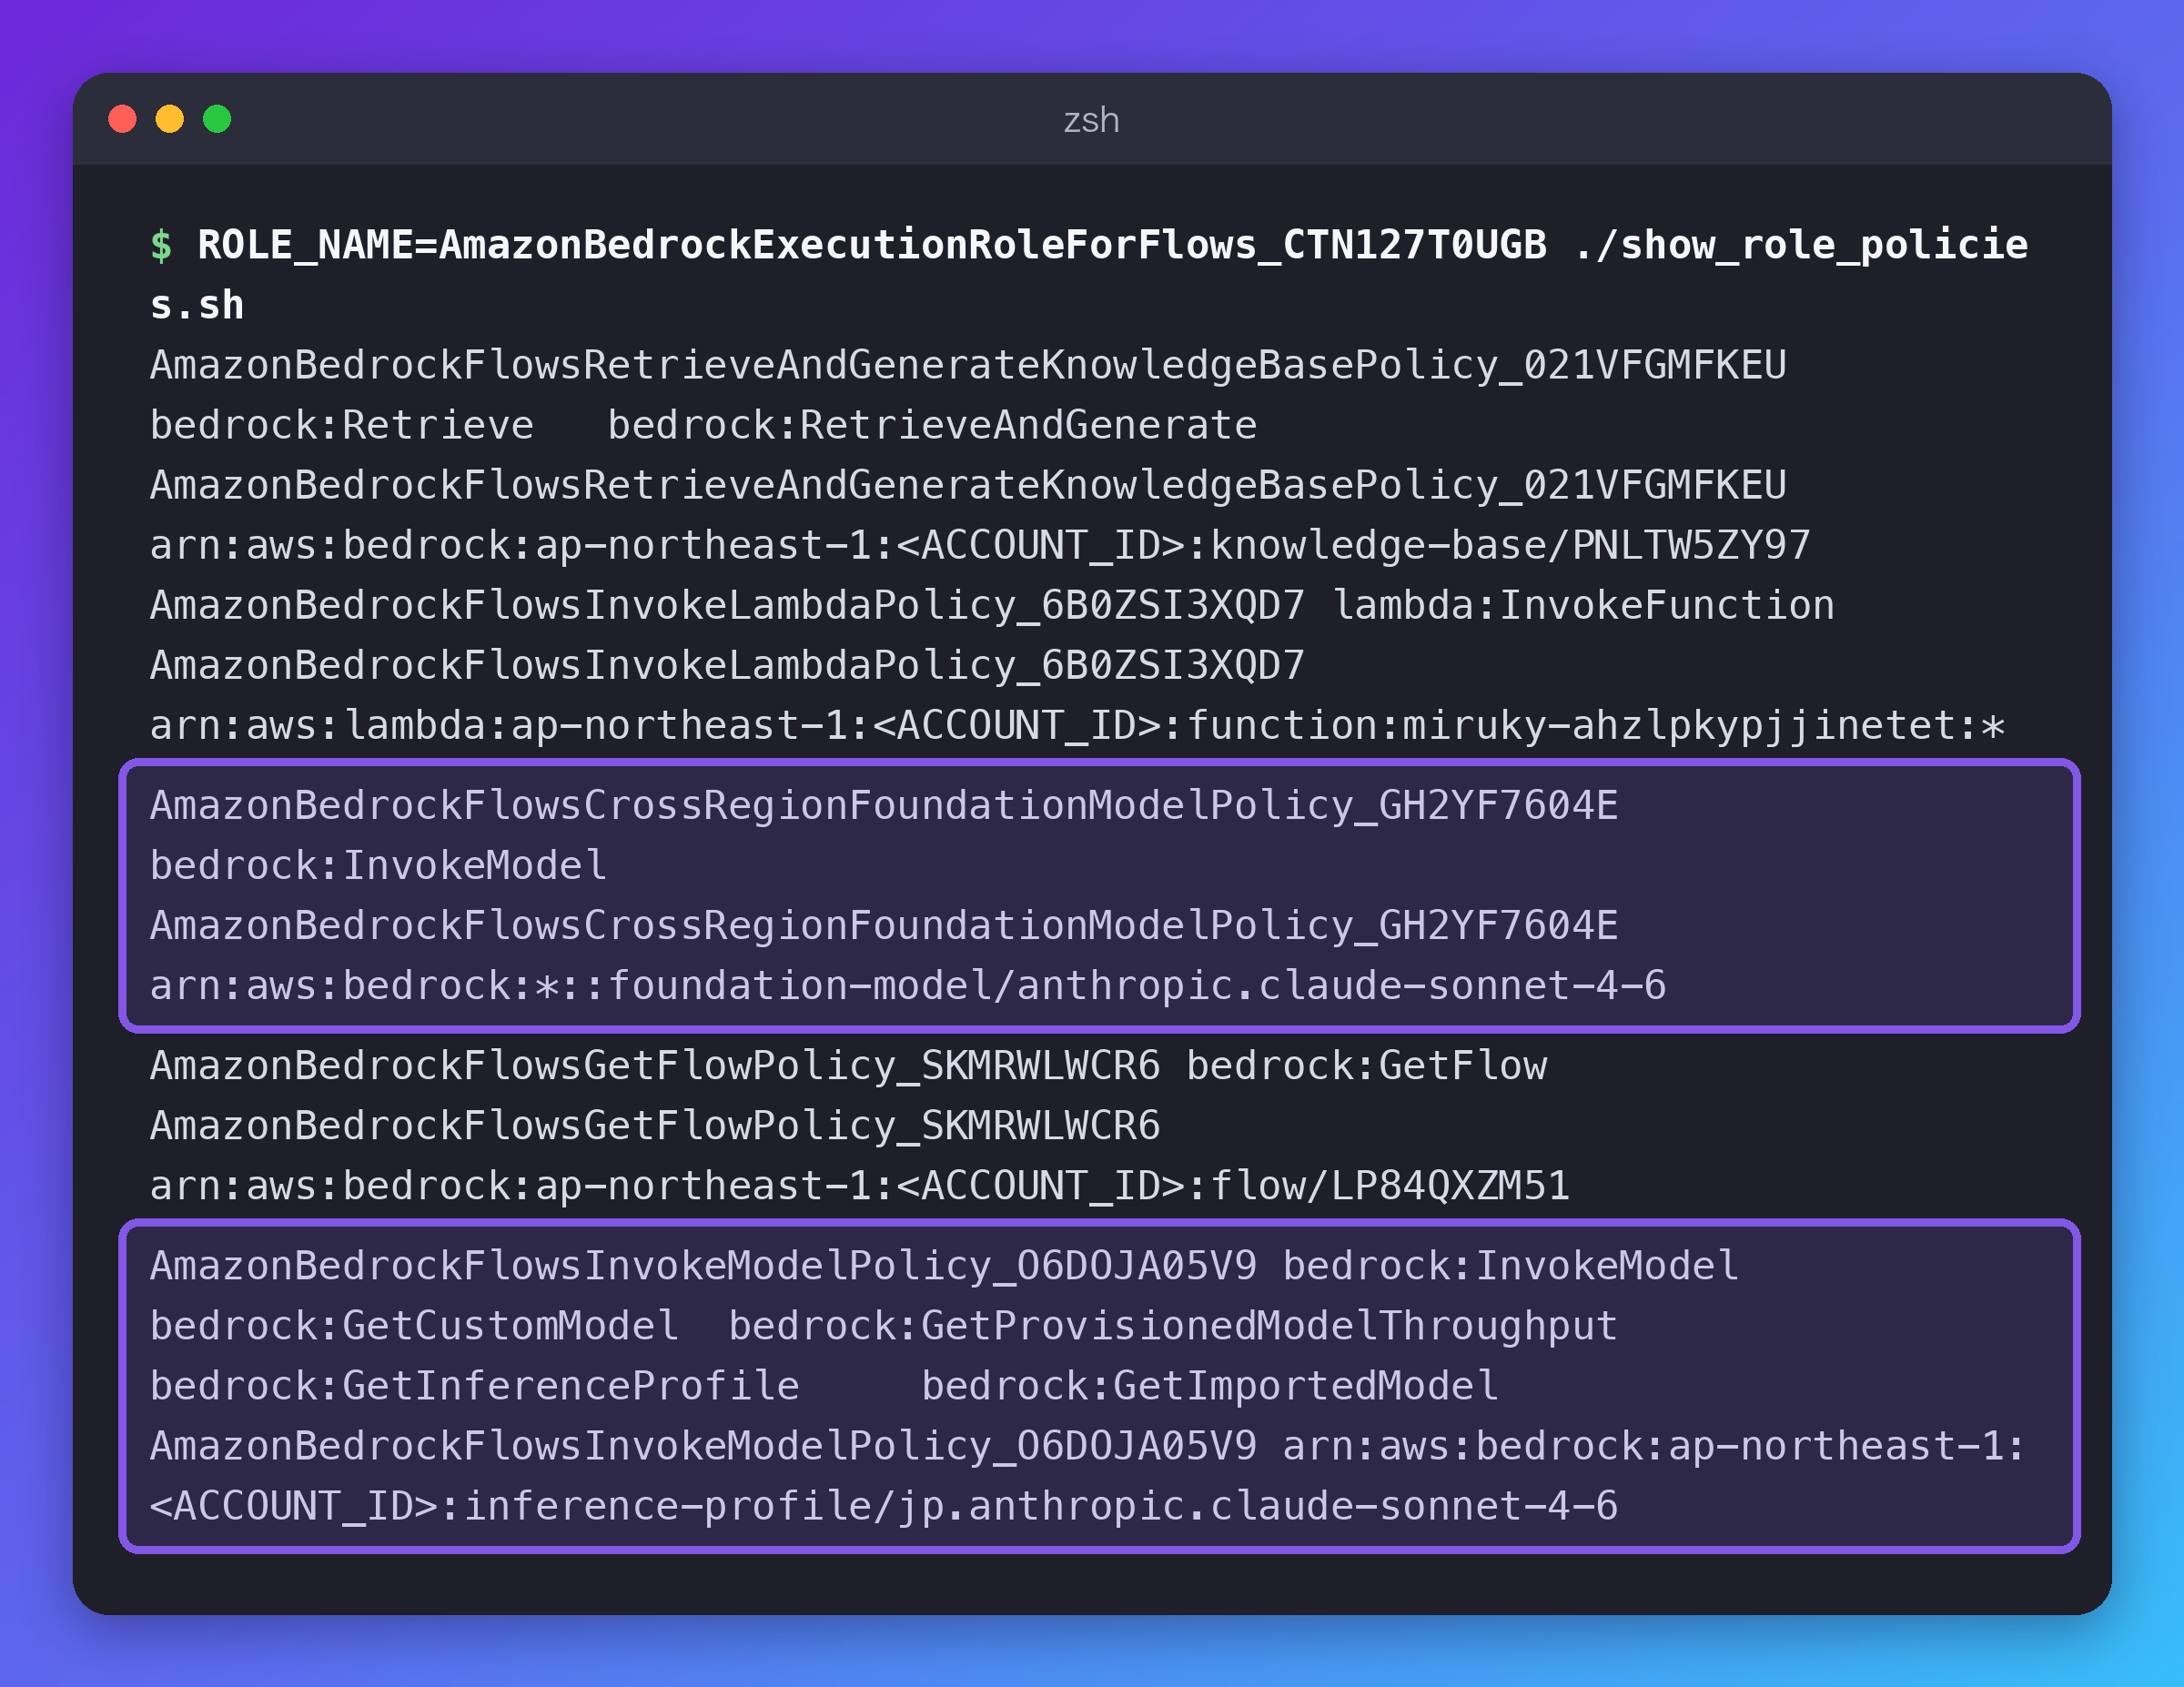 zsh
$ ROLE_NAME=AmazonBedrockExecutionRoleForFlows_CTN127T0UGB ./show_role_policie
s.sh
AmazonBedrockFlowsRetrieveAndGenerateKnowledgeBasePolicy_021VFGMFKEU
bedrock:Retrieve   bedrock:RetrieveAndGenerate
AmazonBedrockFlowsRetrieveAndGenerateKnowledgeBasePolicy_021VFGMFKEU
arn:aws:bedrock:ap-northeast-1:<ACCOUNT_ID>:knowledge-base/PNLTW5ZY97
AmazonBedrockFlowsInvokeLambdaPolicy_6B0ZSI3XQD7 lambda:InvokeFunction
AmazonBedrockFlowsInvokeLambdaPolicy_6B0ZSI3XQD7
arn:aws:lambda:ap-northeast-1:<ACCOUNT_ID>:function:miruky-ahzlpkypjjinetet:*
AmazonBedrockFlowsCrossRegionFoundationModelPolicy_GH2YF7604E
bedrock:InvokeModel
AmazonBedrockFlowsCrossRegionFoundationModelPolicy_GH2YF7604E
arn:aws:bedrock:*::foundation-model/anthropic.claude-sonnet-4-6
AmazonBedrockFlowsGetFlowPolicy_SKMRWLWCR6 bedrock:GetFlow
AmazonBedrockFlowsGetFlowPolicy_SKMRWLWCR6
arn:aws:bedrock:ap-northeast-1:<ACCOUNT_ID>:flow/LP84QXZM51
AmazonBedrockFlowsInvokeModelPolicy_O6DOJA05V9 bedrock:InvokeModel
bedrock:GetCustomModel  bedrock:GetProvisionedModelThroughput
bedrock:GetInferenceProfile     bedrock:GetImportedModel
AmazonBedrockFlowsInvokeModelPolicy_O6DOJA05V9 arn:aws:bedrock:ap-northeast-1:
<ACCOUNT_ID>:inference-profile/jp.anthropic.claude-sonnet-4-6